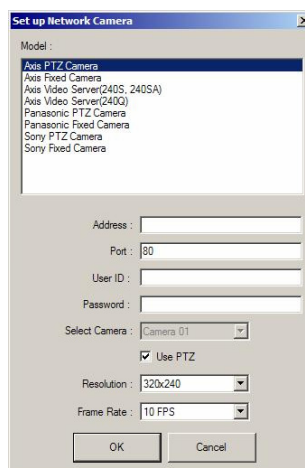 Set up Network Camera
Model :
Axis PTZ Camera
Axis Fixed Camera
Axis Video Server(240S, 240SA)
Axis Video Server(240Q)
Panasonic PTZ Camera
Panasonic Fixed Camera
Sony PTZ Camera
Sony Fixed Camera
Address :
Port : 80
User ID :
Password :
Select Camera : Camera 01
Use PTZ
Resolution : 320x240
Frame Rate : 10 FPS
OK Cancel